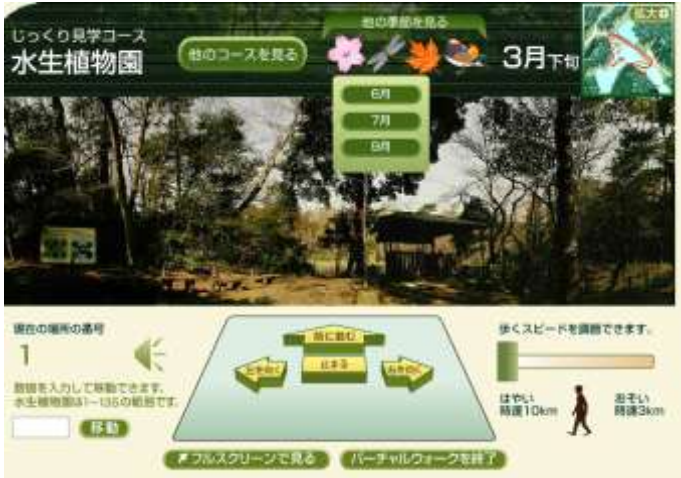 じっくり見学コース
水生植物園
他のコースを見る
他の季節を見る
3月下旬
拡大
6月
7月
8月
現在の場所の番号
1
数値を入力して移動できます。
水生植物園は1~135の範囲です。
移動
前に進む
左を向く
止まる
右を向く
歩くスピードを調節できます。
はやい
時速10km
おそい
時速3km
フルスクリーンで見る
バーチャルウォークを終了